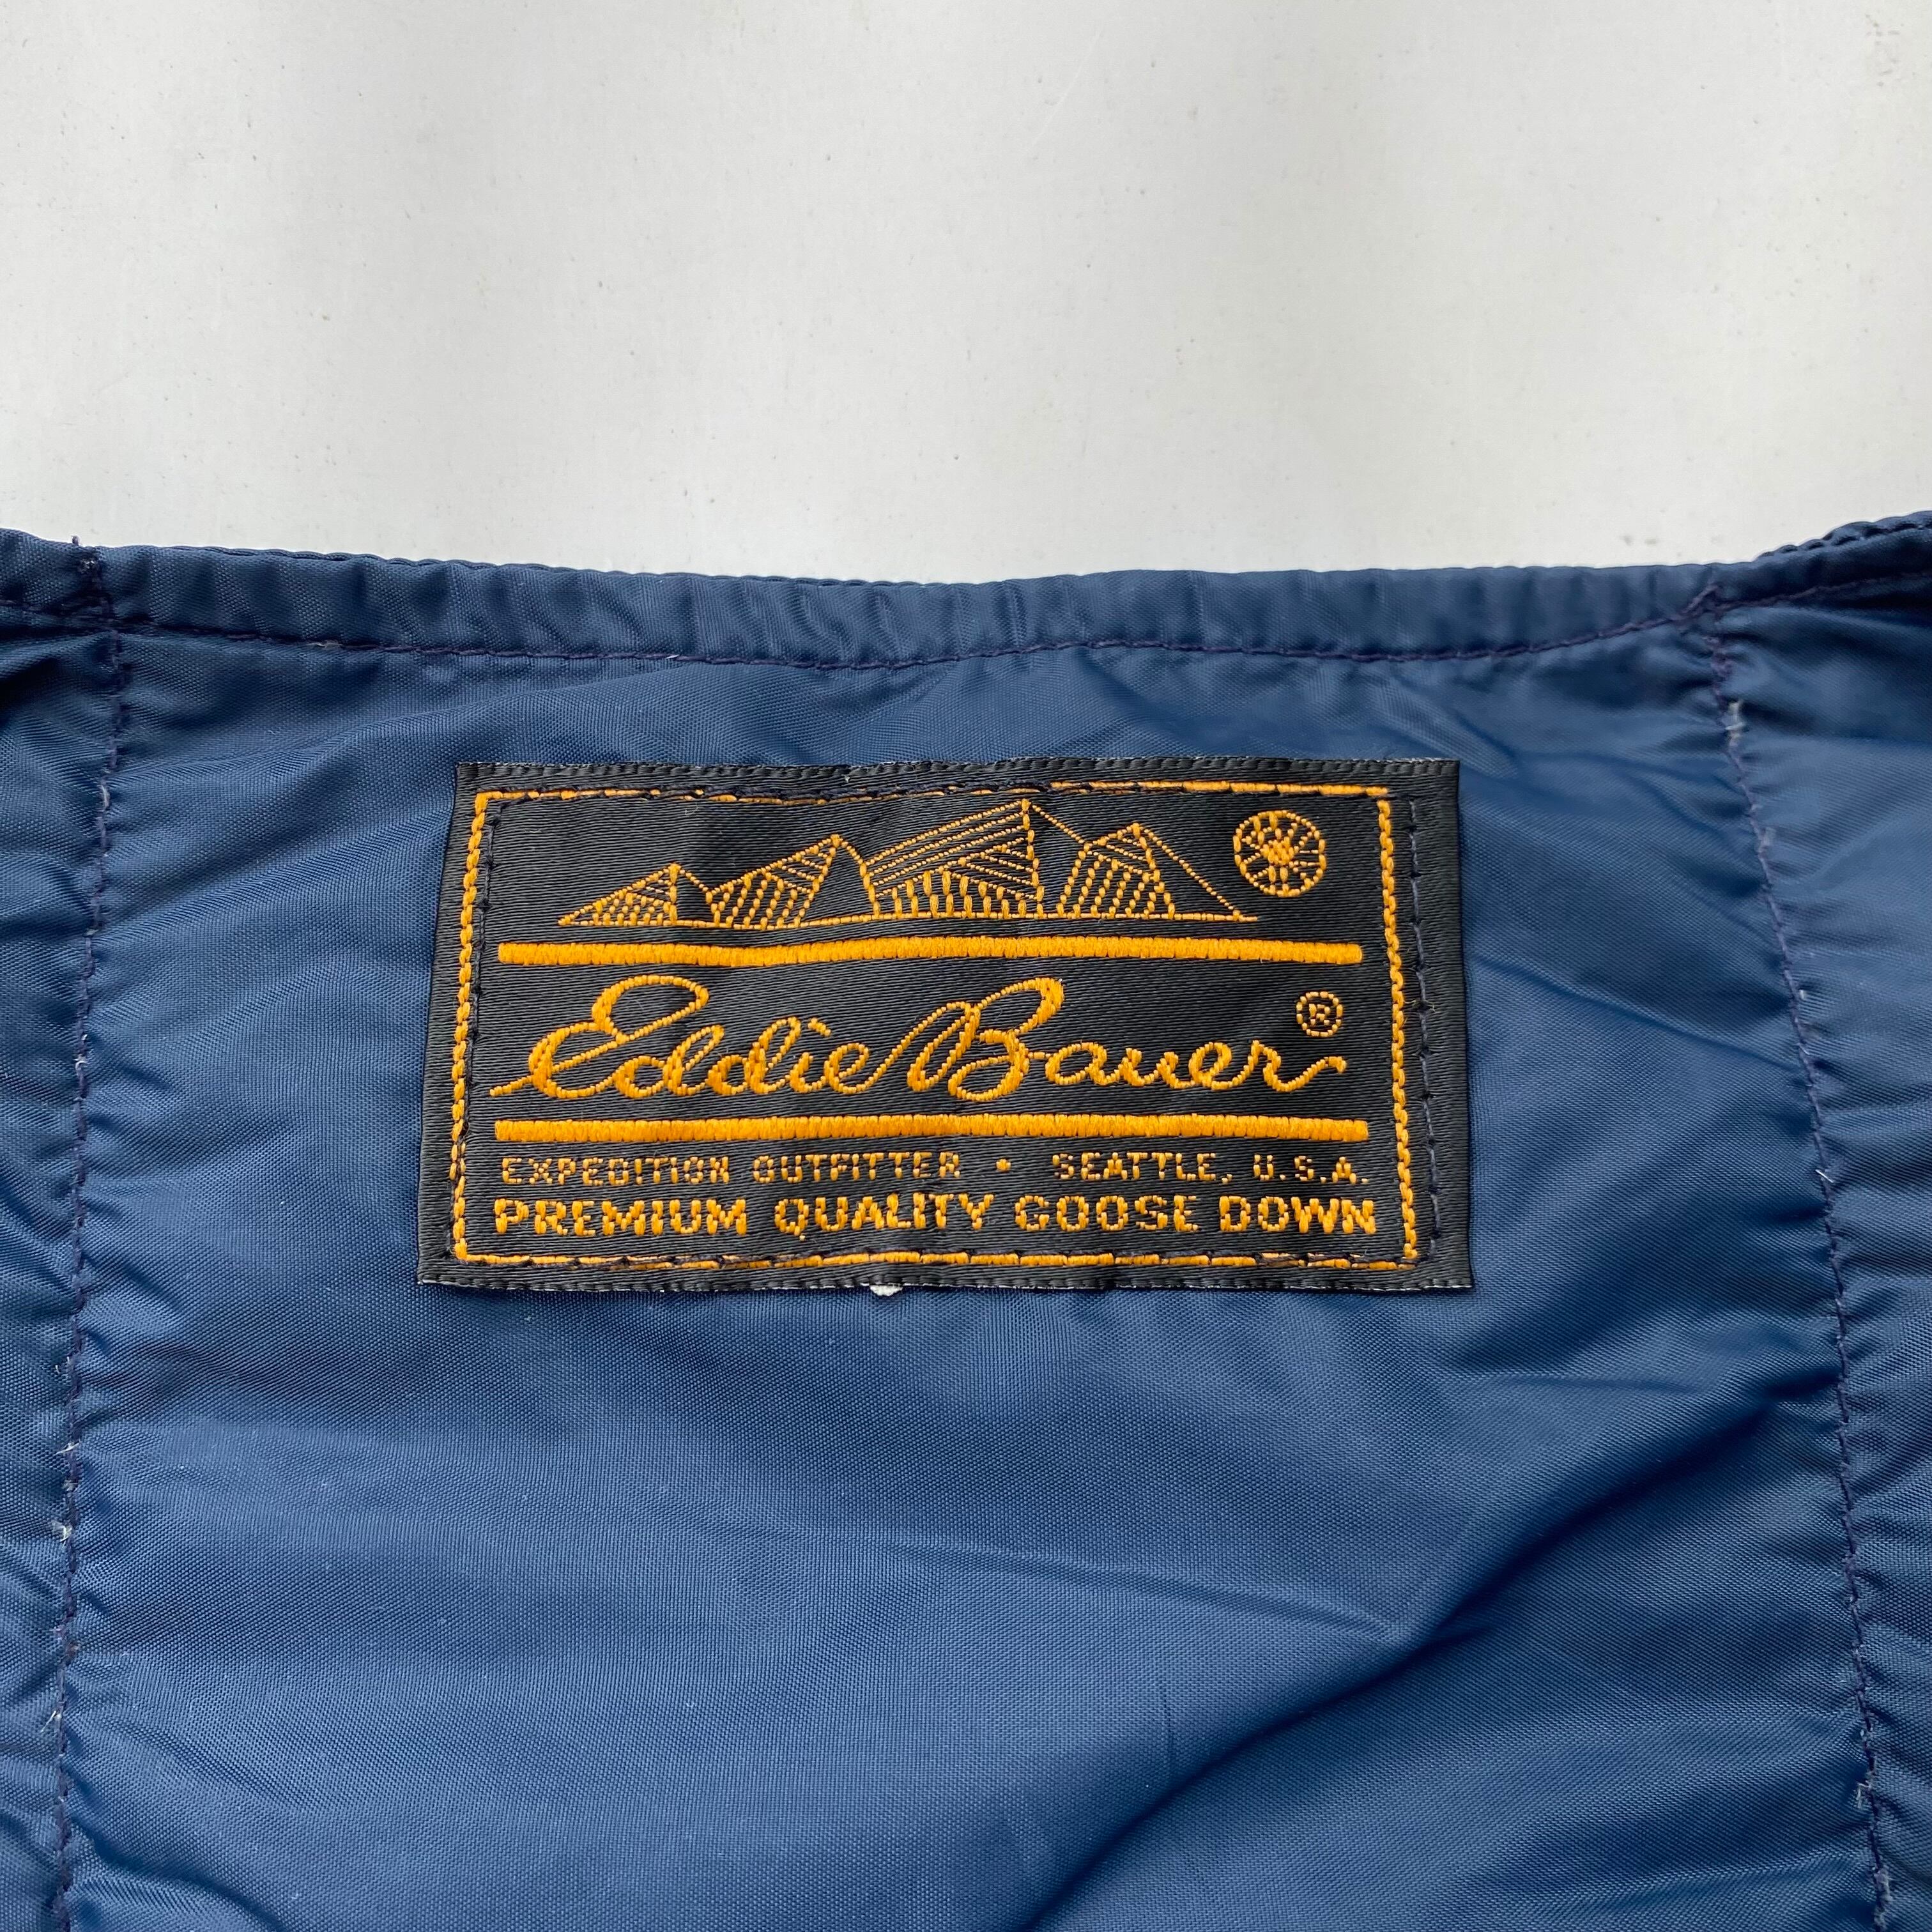 Eddie Bauer ®
EXPEDITION OUTFITTER • SEATTLE, U.S.A.
PREMIUM QUALITY GOOSE DOWN